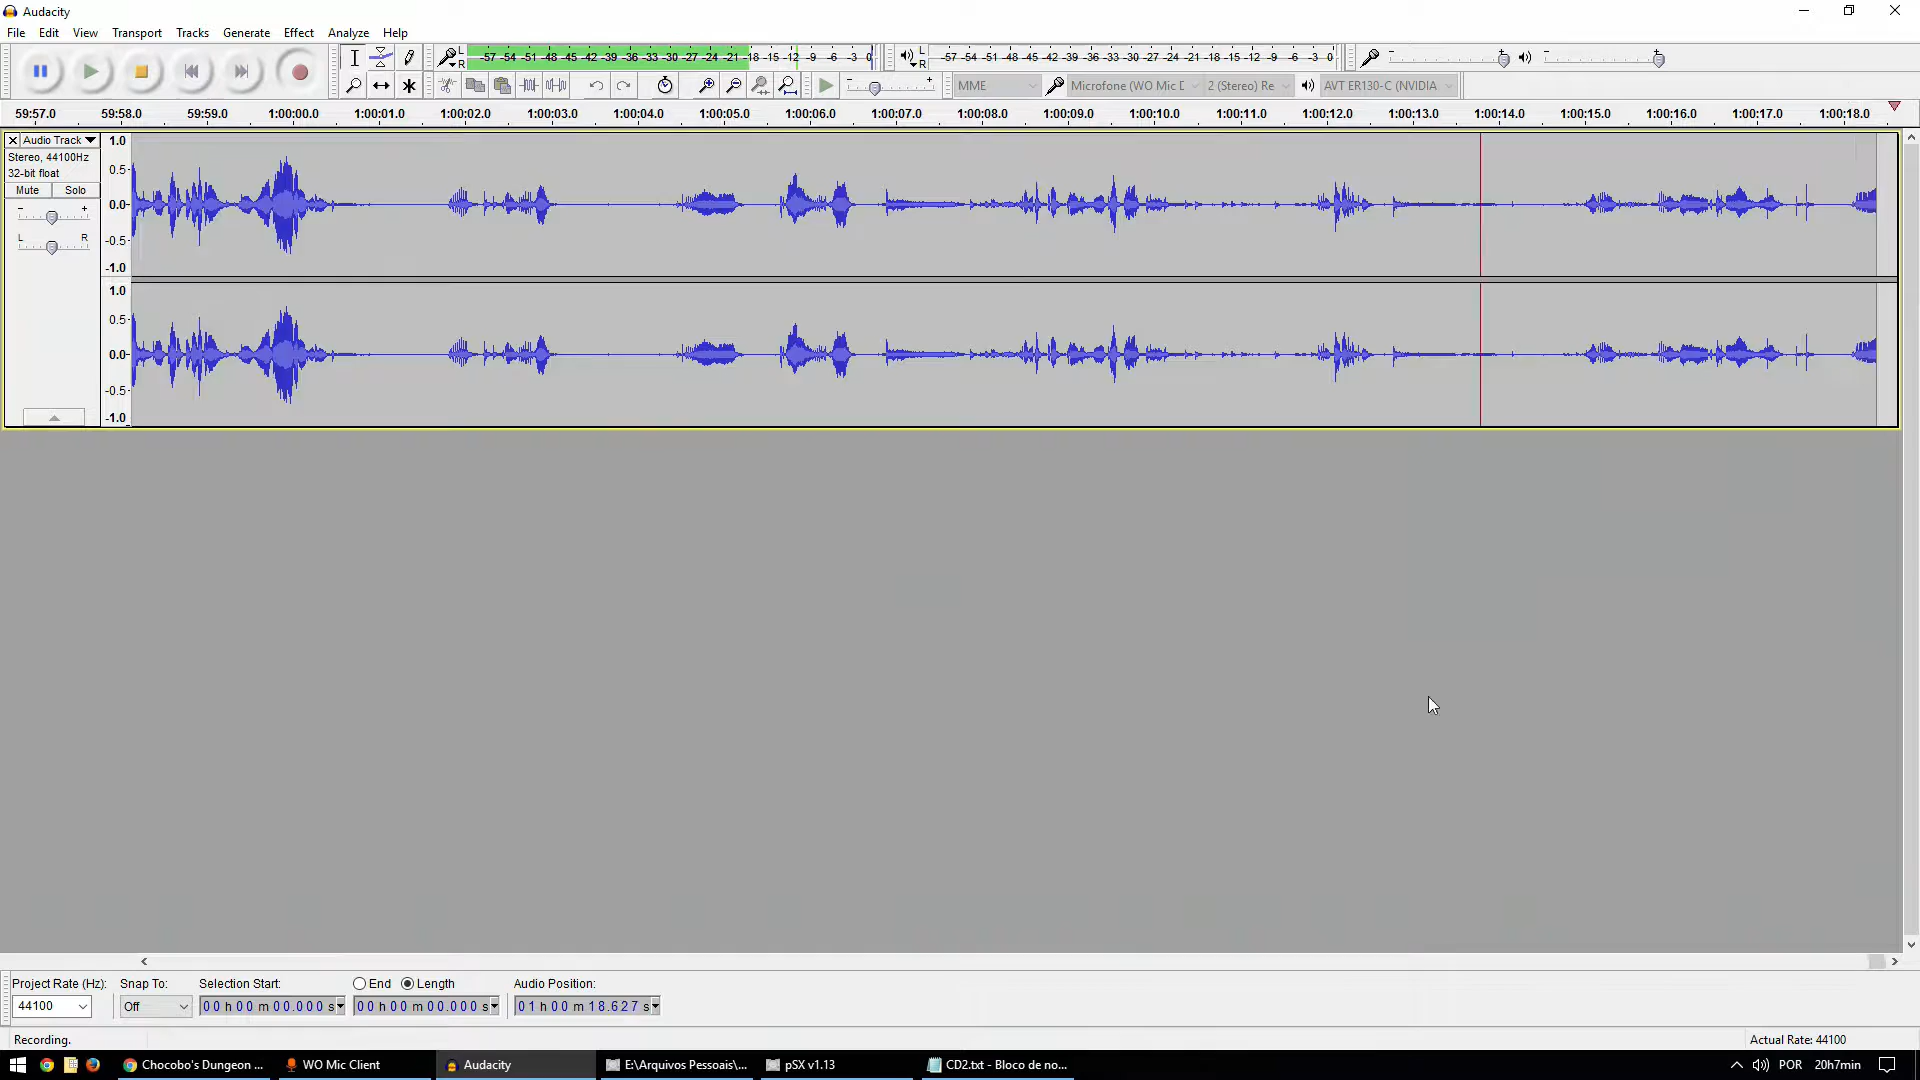 Audacity
File Edit View Transport Tracks Generate Effect Analyze Help
L R -57 -54 -51 -48 -45 -42 -39 -36 -33 -30 -27 -24 -21 -18 -15 -12 -9 -6 -3 0 L R -57 -54 -51 -48 -45 -42 -39 -36 -33 -30 -27 -24 -21 -18 -15 -12 -9 -6 -3 0
MME Microfone (WO Mic D 2 (Stereo) Re AVT ER130-C (NVIDIA
59:57.0 59:58.0 59:59.0 1:00:00.0 1:00:01.0 1:00:02.0 1:00:03.0 1:00:04.0 1:00:05.0 1:00:06.0 1:00:07.0 1:00:08.0 1:00:09.0 1:00:10.0 1:00:11.0 1:00:12.0 1:00:13.0 1:00:14.0 1:00:15.0 1:00:16.0 1:00:17.0 1:00:18.0
Audio Track 1.0
Stereo, 44100Hz 0.5
32-bit float
Mute Solo
0.0
L R -0.5
-1.0
1.0
0.5
0.0
-0.5
-1.0
Project Rate (Hz): Snap To: Selection Start: End Length Audio Position:
44100 Off 00 h 00 m 00.000 s 00 h 00 m 00.000 s 01 h 00 m 18.627 s
Recording. Actual Rate: 44100
Chocobo's Dungeon ... WO Mic Client Audacity E:\Arquivos Pessoais\... pSX v1.13 CD2.txt - Bloco de no... POR 20h7min